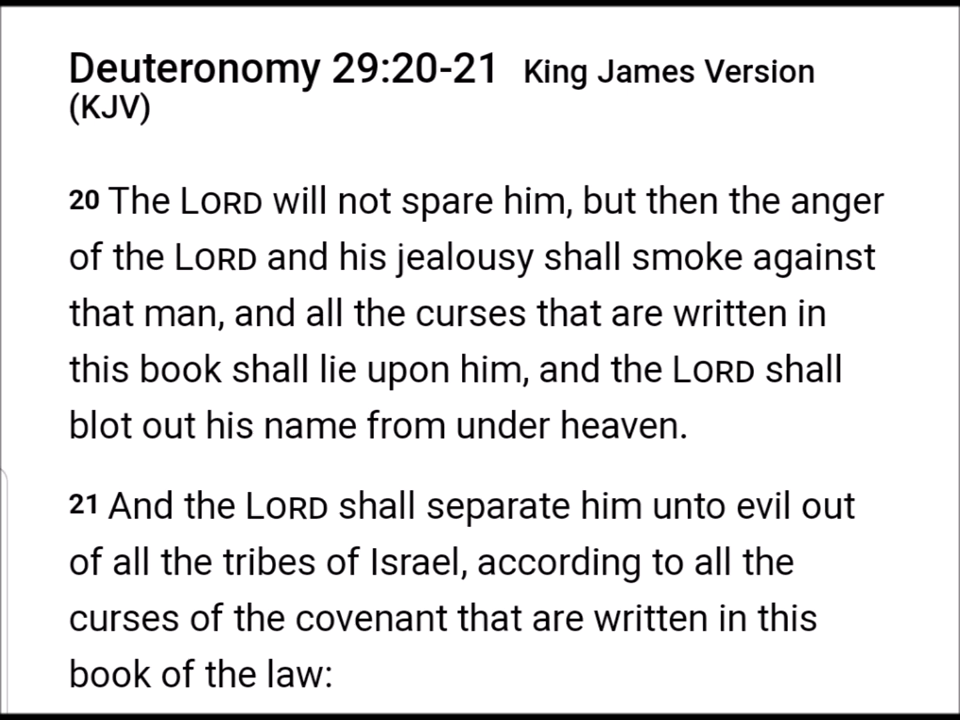 Deuteronomy 29:20-21 King James Version
(KJV)
20 The LORD will not spare him, but then the anger
of the LORD and his jealousy shall smoke against
that man, and all the curses that are written in
this book shall lie upon him, and the LORD shall
blot out his name from under heaven.
21 And the LORD shall separate him unto evil out
of all the tribes of Israel, according to all the
curses of the covenant that are written in this
book of the law: